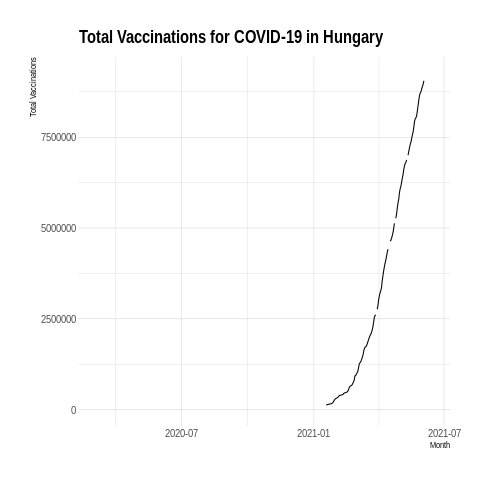 Total Vaccinations for COVID-19 in Hungary
Total Vaccinations
7500000
5000000
2500000
0
2020-07
2021-01
2021-07
Month